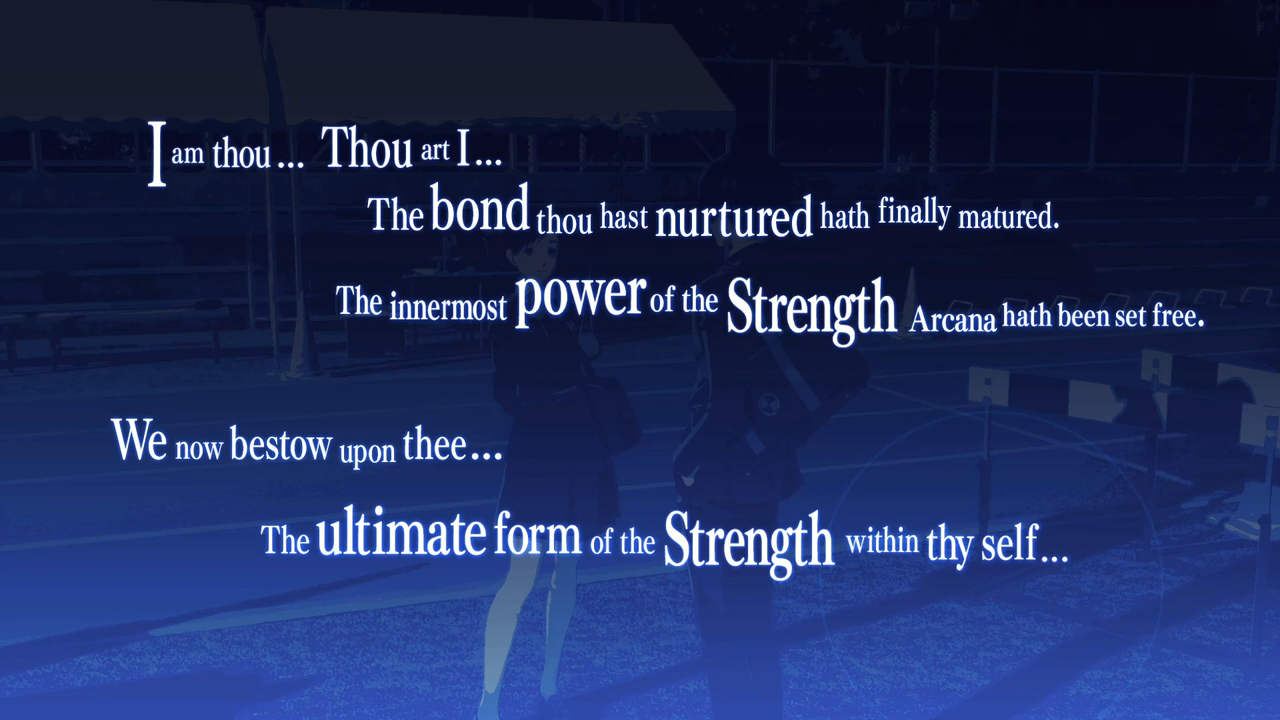 I am thou... Thou art I...
The bond thou hast nurtured hath finally matured.
The innermost power of the Strength Arcana hath been set free.
We now bestow upon thee...
The ultimate form of the Strength within thy self...